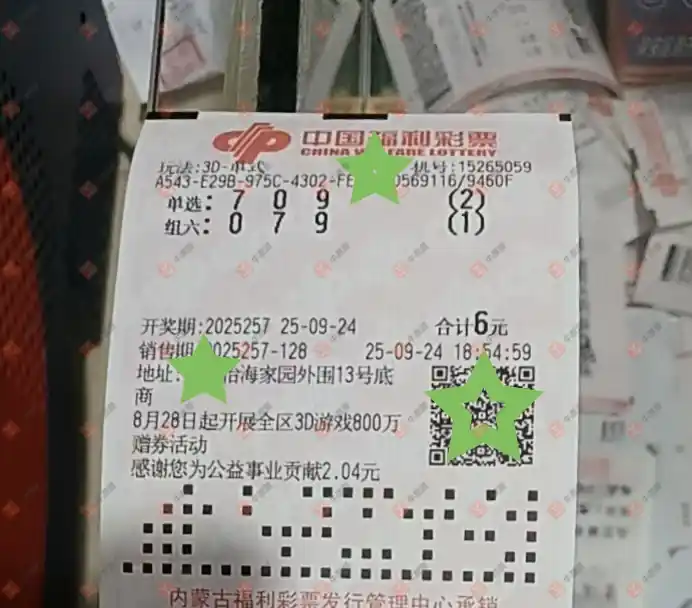 中国福利彩票
CHINA WELFARE LOTTERY
玩法:3D-单式 机号:15265059
A543-E29B-975C-4302-FE 0569116/9460F
单选: 7 0 9 (2)
组六: 0 7 9 (1)
开奖期:2025257 25-09-24 合计6元
销售期:2025257-128 25-09-24 18:54:59
地址: 海家园外围13号底
商
8月28日起开展全区3D游戏800万
赠券活动
感谢您为公益事业贡献2.04元
内蒙古福利彩票发行管理中心承销